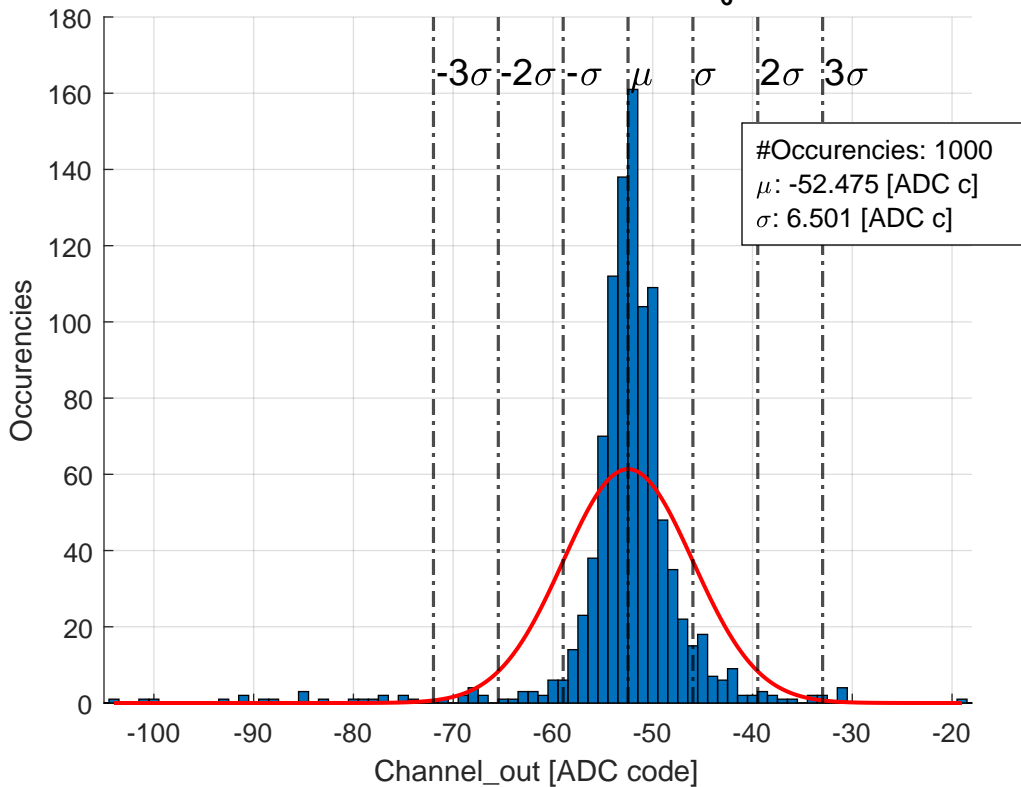 180
160
140
120
100
80
60
40
20
0
Occurencies
-3σ -2σ -σ μ σ 2σ 3σ
#Occurencies: 1000
μ: -52.475 [ADC c]
σ: 6.501 [ADC c]
-100 -90 -80 -70 -60 -50 -40 -30 -20
Channel_out [ADC code]